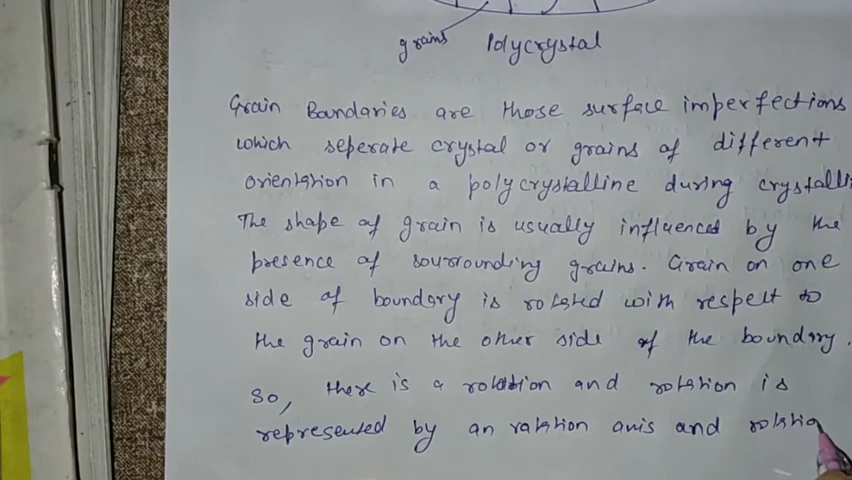 grains Polycrystal
Grain Boundaries are those surface imperfections
which seperate crystal or grains of different
orientation in a polycrystalline during crystalli
The shape of grain is usually influenced by the
presence of sourrounding grains. Grain on one
side of boundary is rotated with respect to
the grain on the other side of the boundary.
So, there is a rotation and rotation is
represented by an ratation axis and rotatio